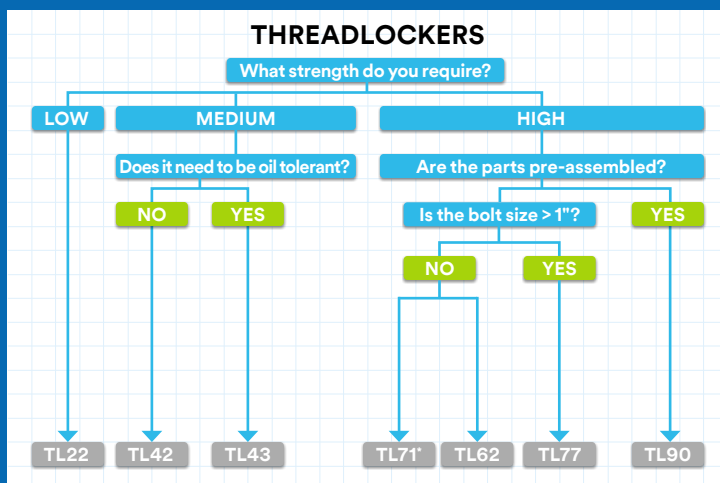 THREADLOCKERS
What strength do you require?
LOW
MEDIUM
HIGH
Does it need to be oil tolerant?
Are the parts pre-assembled?
NO
YES
Is the bolt size > 1"?
YES
NO
YES
TL22
TL42
TL43
TL71*
TL62
TL77
TL90